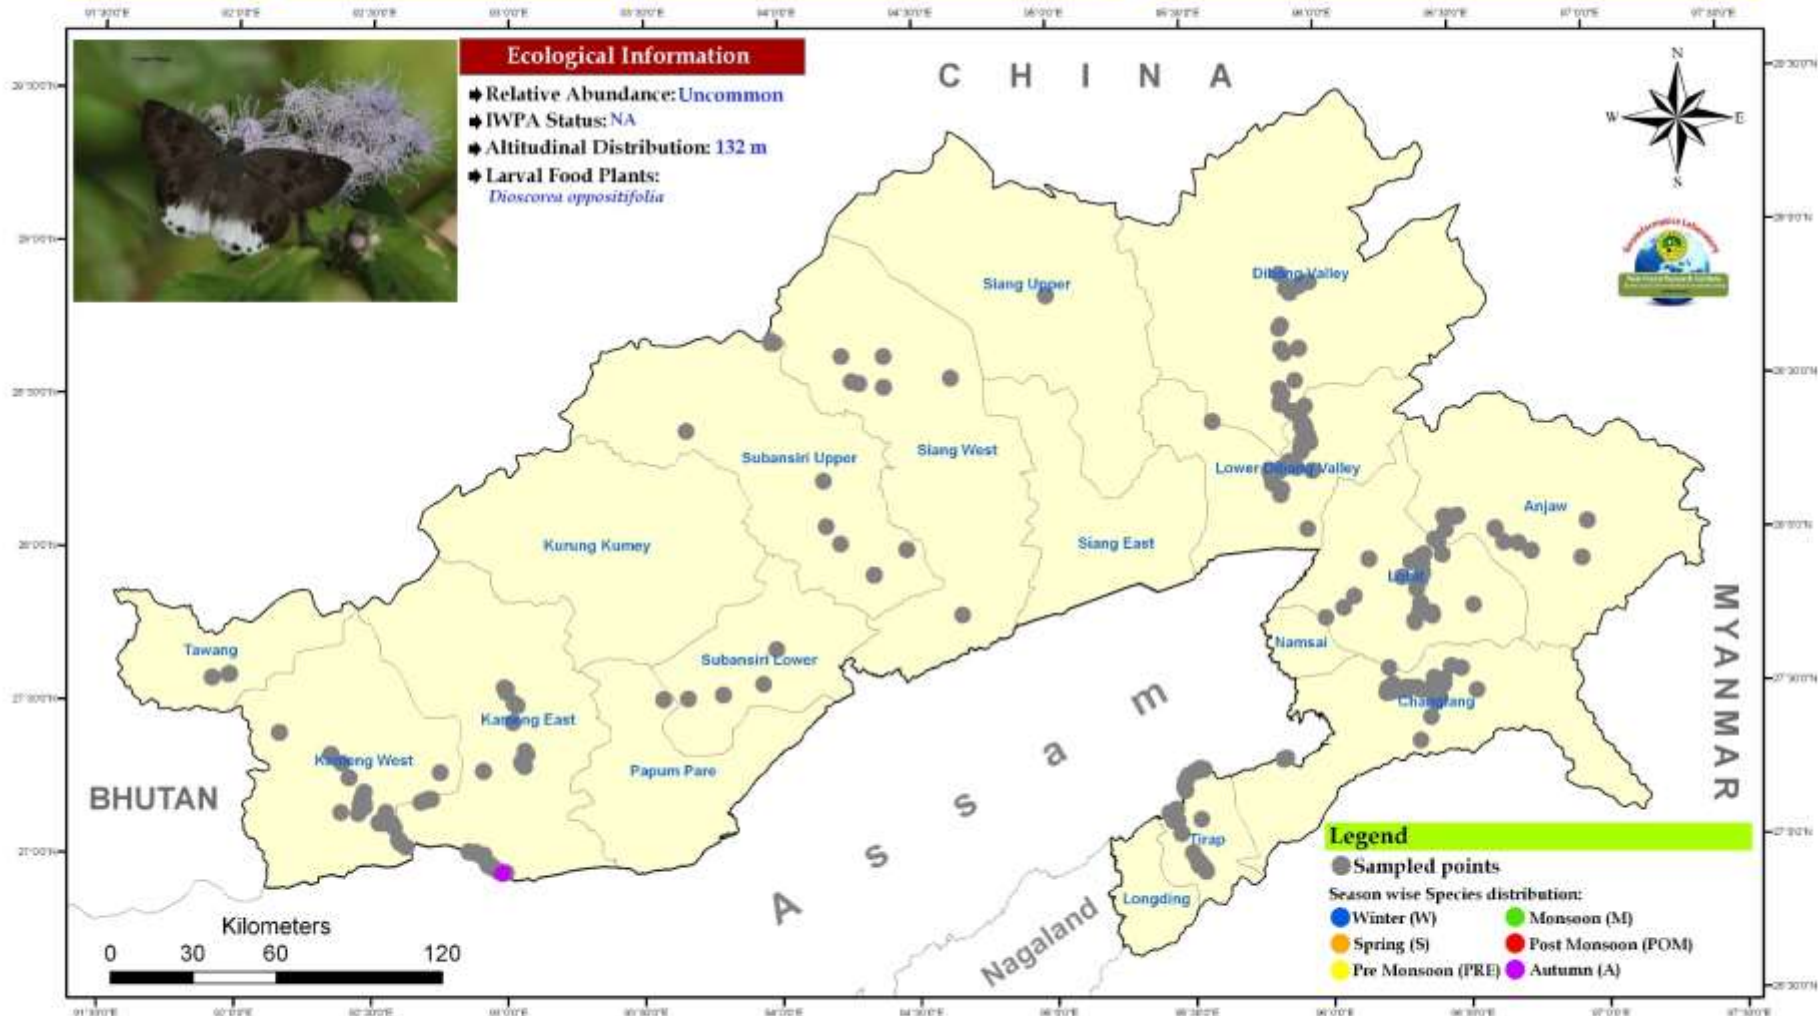 Ecological Information
Relative Abundance: Uncommon
IWPA Status: NA
Altitudinal Distribution: 132 m
Larval Food Plants:
Dioscorea oppositifolia
CHINA
N
W E
S
Geoinformatics Laboratory
Siang Upper
Dibang Valley
Subansiri Upper
Siang West
Lower Dibang Valley
Anjaw
Kurung Kumey
Siang East
Lohit
Namsai
Tawang
Subansiri Lower
Changlang
Kameng East
Kameng West
Papum Pare
BHUTAN
MYANMAR
Assam
Tirap
Longding
Nagaland
Kilometers
0 30 60 120
Legend
Sampled points
Season wise Species distribution:
Winter (W) Monsoon (M)
Spring (S) Post Monsoon (POM)
Pre Monsoon (PRE) Autumn (A)